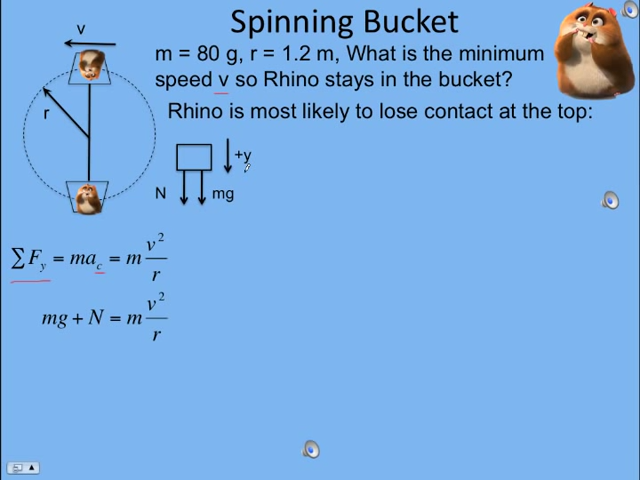 Spinning Bucket
m = 80 g, r = 1.2 m, What is the minimum
speed v so Rhino stays in the bucket?
Rhino is most likely to lose contact at the top:
v
r
+y
N mg
∑F_y = ma_c = m v²/r
mg + N = m v²/r